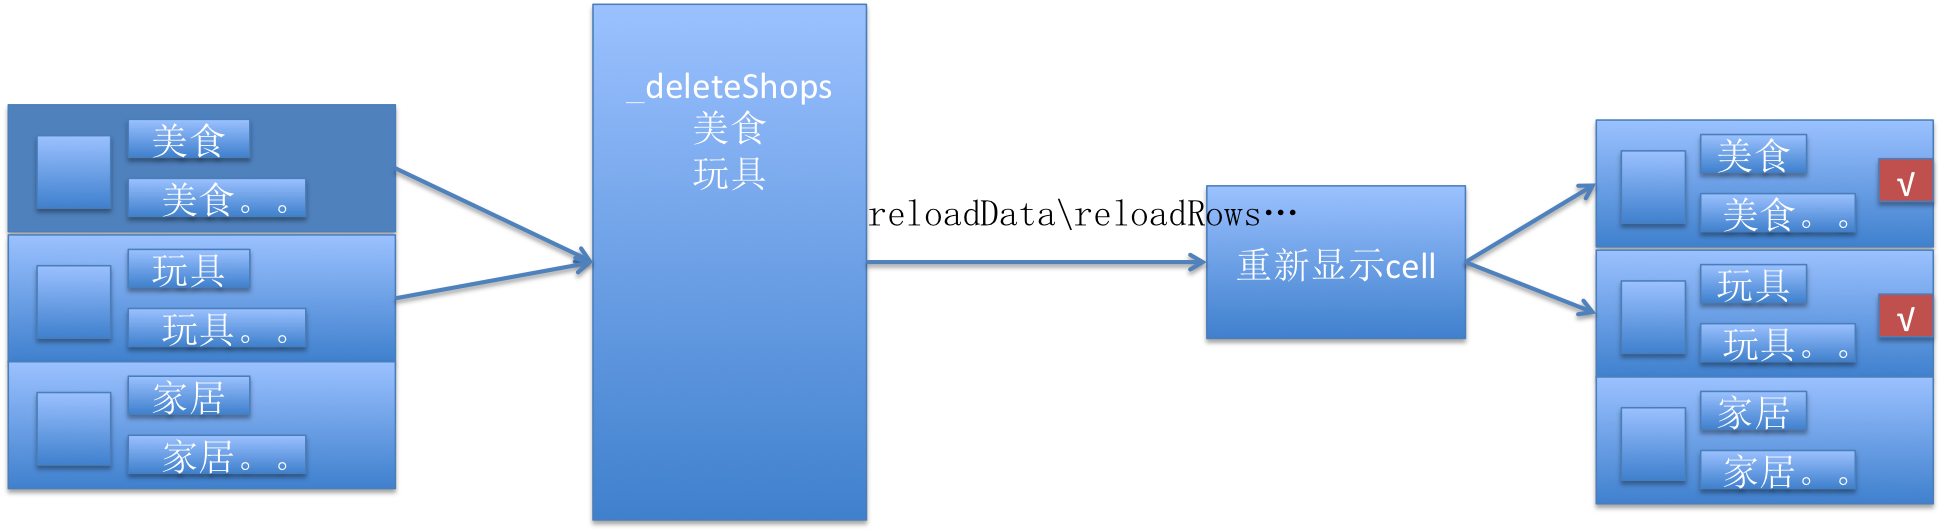 美食
美食。。
玩具
玩具。。
家居
家居。。
_deleteShops
美食
玩具
reloadData\reloadRows…
重新显示cell
美食
美食。。
√
玩具
玩具。。
√
家居
家居。。